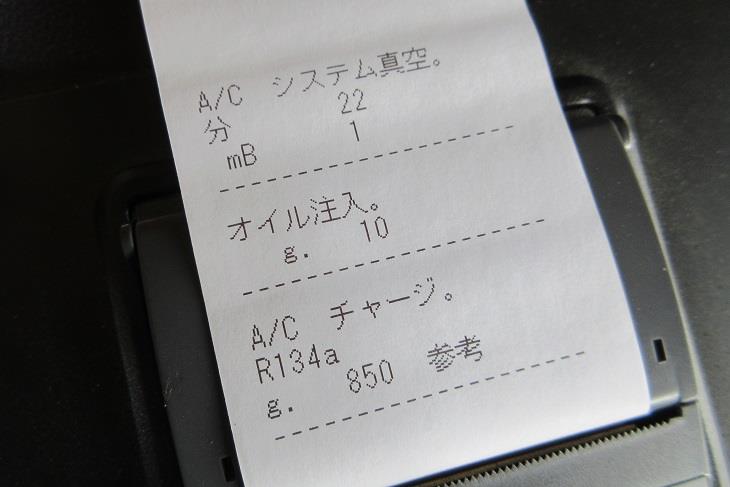 A/C システム真空。
分 22
mB 1
オイル注入。
g. 10
A/C チャージ。
R134a
g. 850 参考